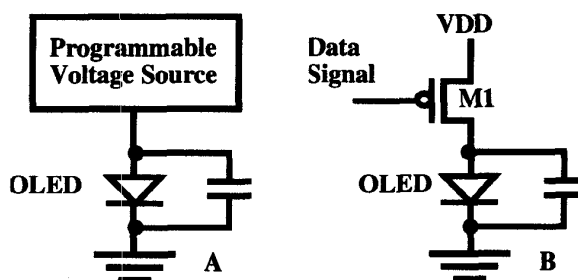 Programmable
Voltage Source
OLED
A
VDD
Data
Signal
M1
OLED
B